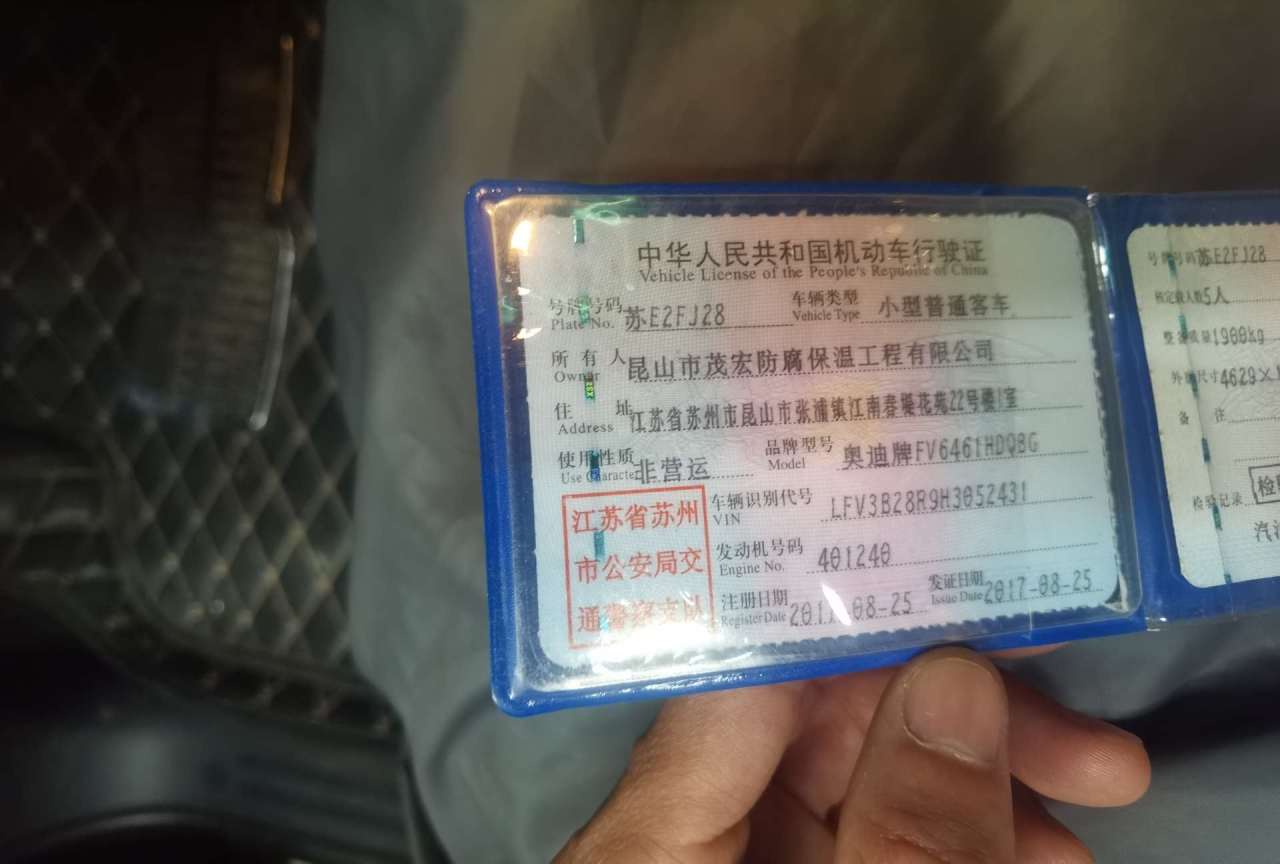 中华人民共和国机动车行驶证
Vehicle License of the People's Republic of China
号牌号码 苏E2FJ28 车辆类型 小型普通客车
Plate No. Vehicle Type
所有人 昆山市茂宏防腐保温工程有限公司
Owner
住址 江苏省苏州市昆山市张浦镇江南春堤花苑22号楼1室
Address
使用性质 非营运 品牌型号 奥迪牌FV6461HDQBG
Use Character Model
江苏省苏州
市公安局交
通警察支队
车辆识别代号 LFV3B28R9H3052431
VIN
发动机号码 401240
Engine No.
注册日期 2017-08-25 发证日期 2017-08-25
Register Date Issue Date
号牌号码 苏E2FJ28
核定载人数 5人
整备质量 1900kg
外廓尺寸 4629×
备注
检验记录 检